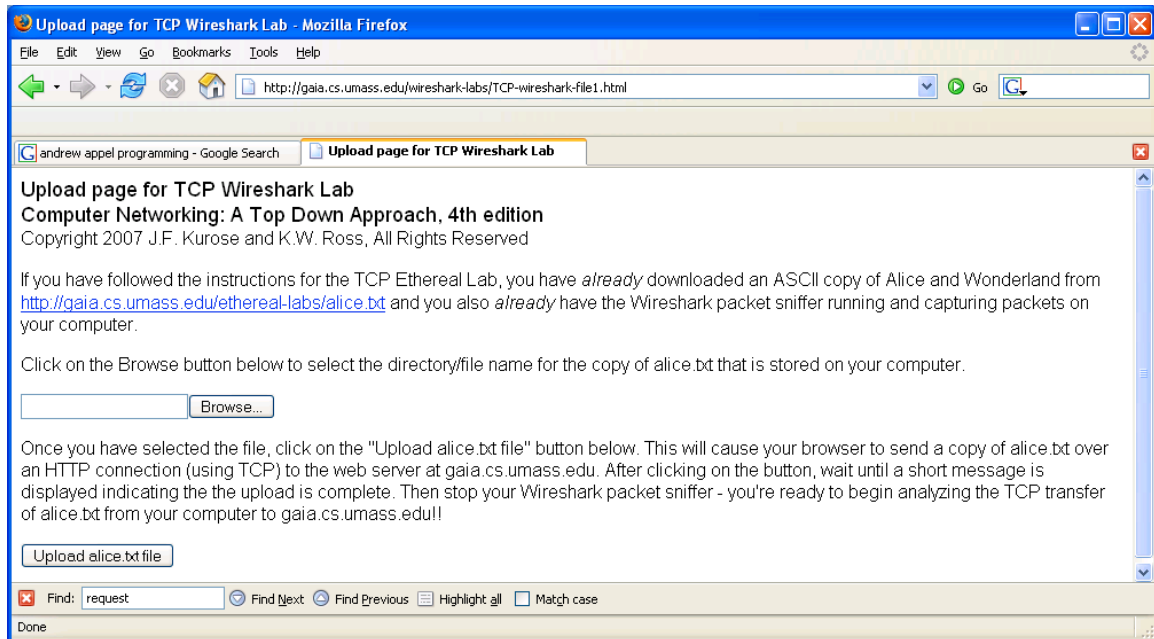 Upload page for TCP Wireshark Lab - Mozilla Firefox
File Edit View Go Bookmarks Tools Help
http://gaia.cs.umass.edu/wireshark-labs/TCP-wireshark-file1.html Go G
G andrew appel programming - Google Search Upload page for TCP Wireshark Lab
Upload page for TCP Wireshark Lab
Computer Networking: A Top Down Approach, 4th edition
Copyright 2007 J.F. Kurose and K.W. Ross, All Rights Reserved
If you have followed the instructions for the TCP Ethereal Lab, you have already downloaded an ASCII copy of Alice and Wonderland from
http://gaia.cs.umass.edu/ethereal-labs/alice.txt and you also already have the Wireshark packet sniffer running and capturing packets on
your computer.
Click on the Browse button below to select the directory/file name for the copy of alice.txt that is stored on your computer.
Browse...
Once you have selected the file, click on the "Upload alice.txt file" button below. This will cause your browser to send a copy of alice.txt over
an HTTP connection (using TCP) to the web server at gaia.cs.umass.edu. After clicking on the button, wait until a short message is
displayed indicating the the upload is complete. Then stop your Wireshark packet sniffer - you're ready to begin analyzing the TCP transfer
of alice.txt from your computer to gaia.cs.umass.edu!!
Upload alice.txt file
Find: request Find Next Find Previous Highlight all Match case
Done